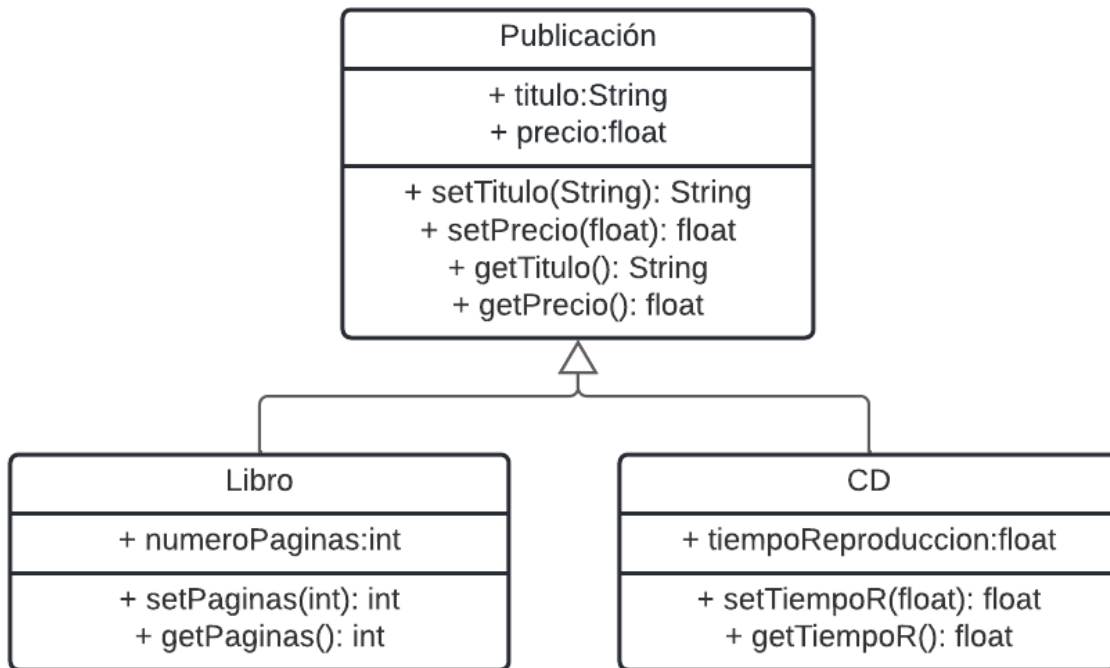 Publicación
+ titulo:String
+ precio:float
+ setTitulo(String): String
+ setPrecio(float): float
+ getTitulo(): String
+ getPrecio(): float
Libro
+ numeroPaginas:int
+ setPaginas(int): int
+ getPaginas(): int
CD
+ tiempoReproduccion:float
+ setTiempoR(float): float
+ getTiempoR(): float